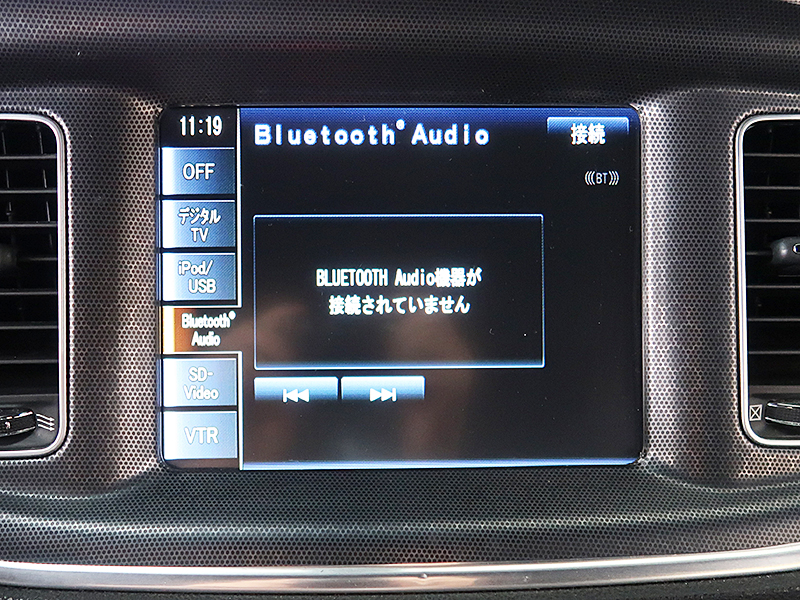 11:19
Bluetooth® Audio
接続
OFF
(((BT)))
デジタル
TV
iPod/
USB
BLUETOOTH Audio機器が
接続されていません
Bluetooth®
Audio
SD-
Video
VTR